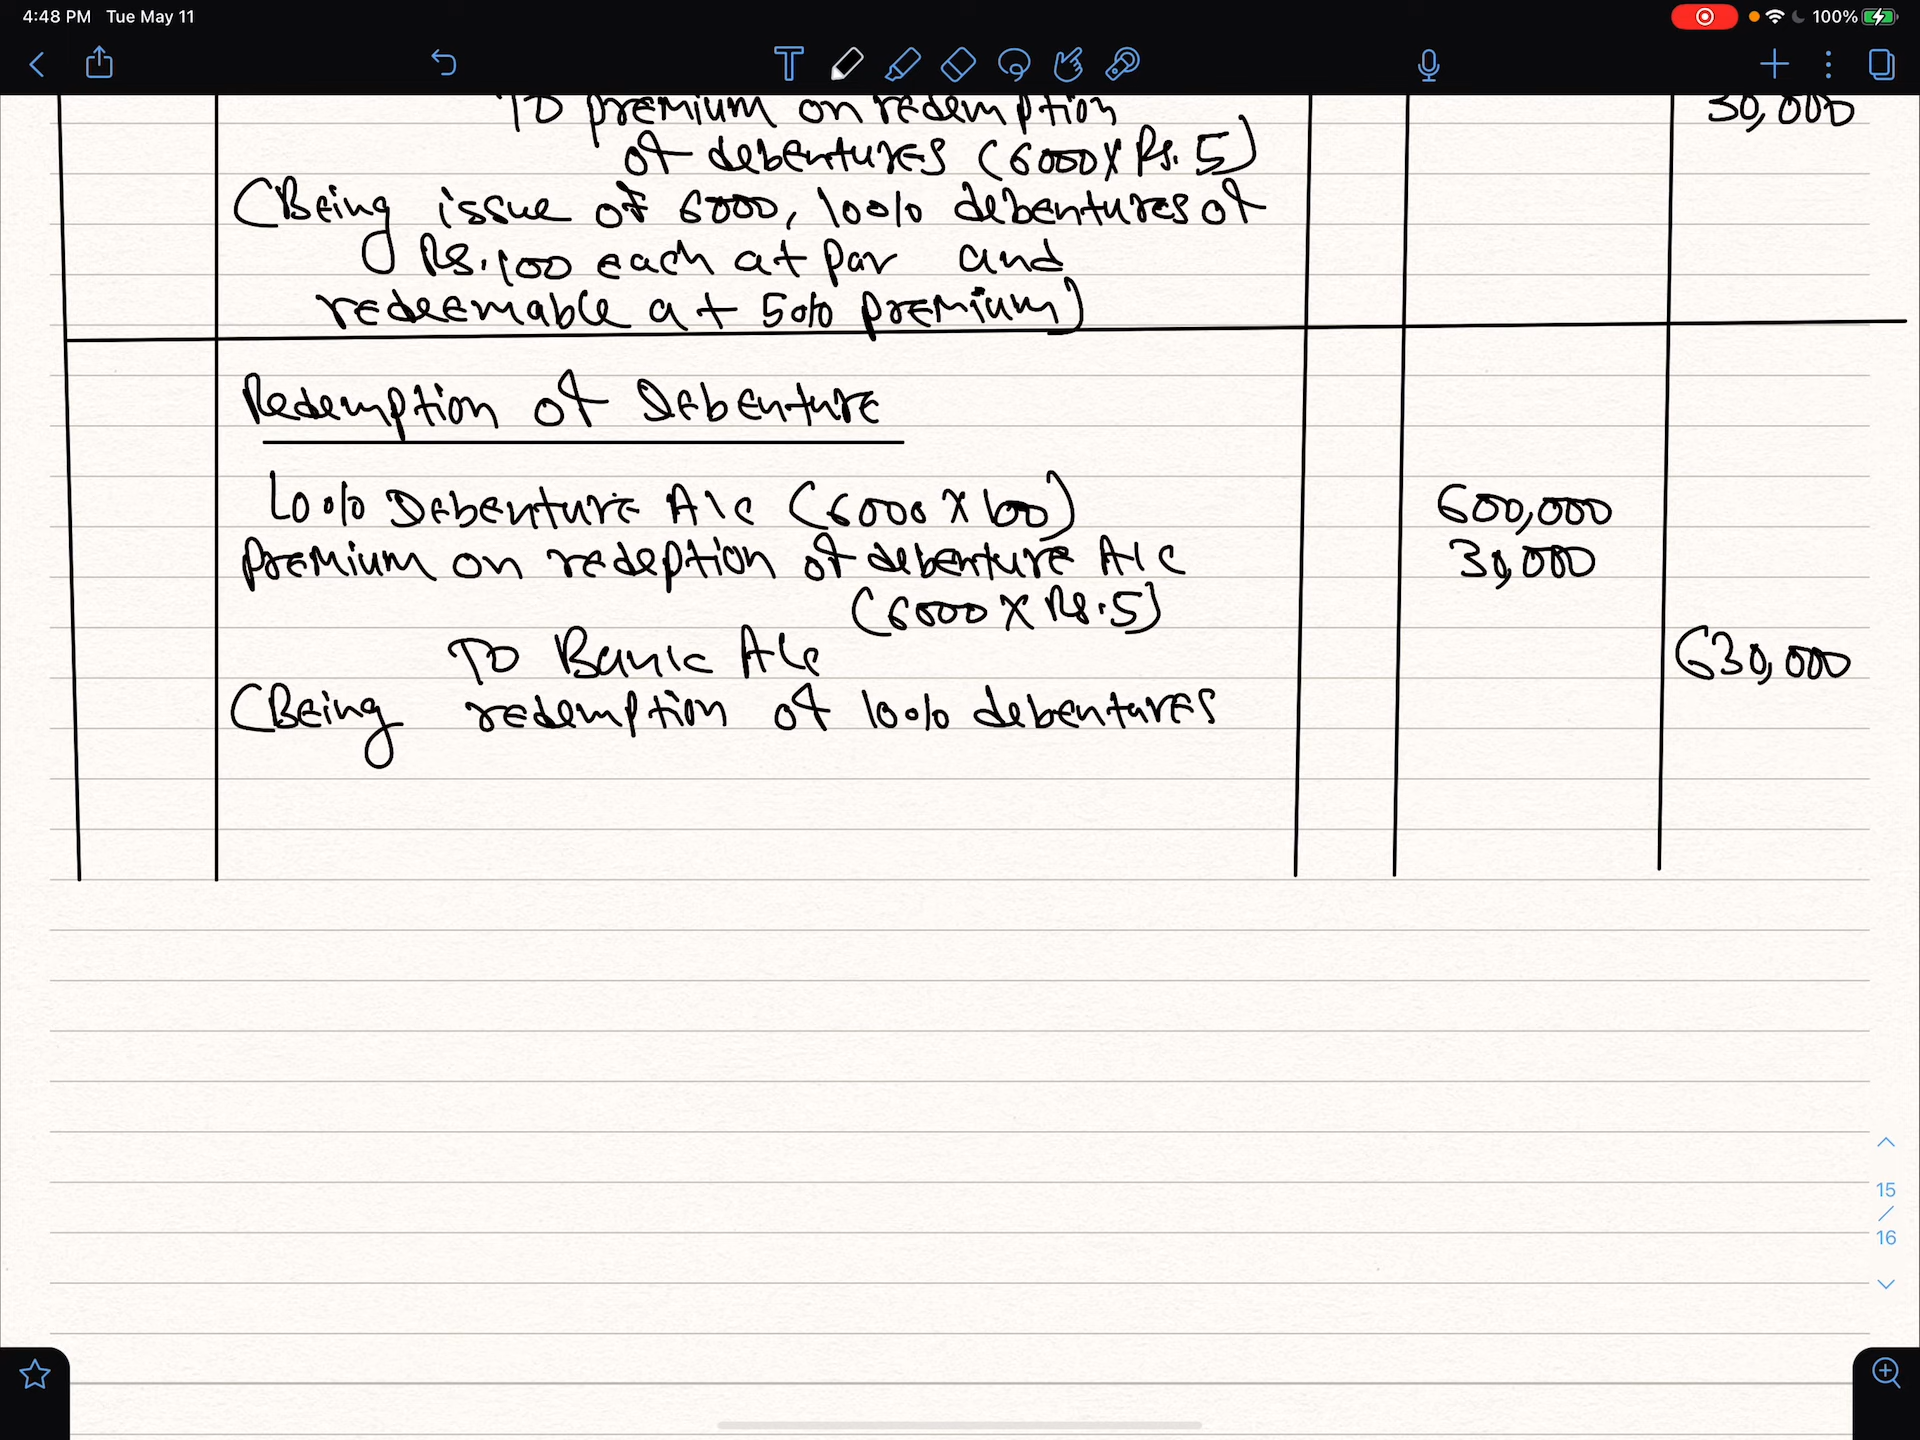 4:48 PM Tue May 11
100%
To premium on redemption 30,000
of debentures (6000 X Rs. 5)
(Being issue of 6000, 10% debentures of
Rs.100 each at par and
redeemable at 5% premium)
Redemption of Debenture
10% Debenture A/c (6000 X 100) 600,000
Premium on redeption of debenture A/c 30,000
(6000 X Rs.5)
To Bank A/c 630,000
(Being redemption of 10% debentures
15
/
16